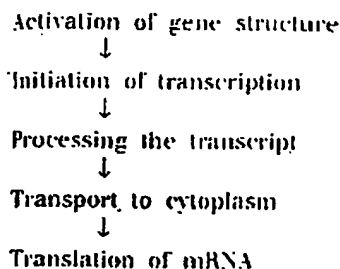 Activation of gene structure
↓
Initiation of transcription
↓
Processing the transcript
↓
Transport to cytoplasm
↓
Translation of mRNA